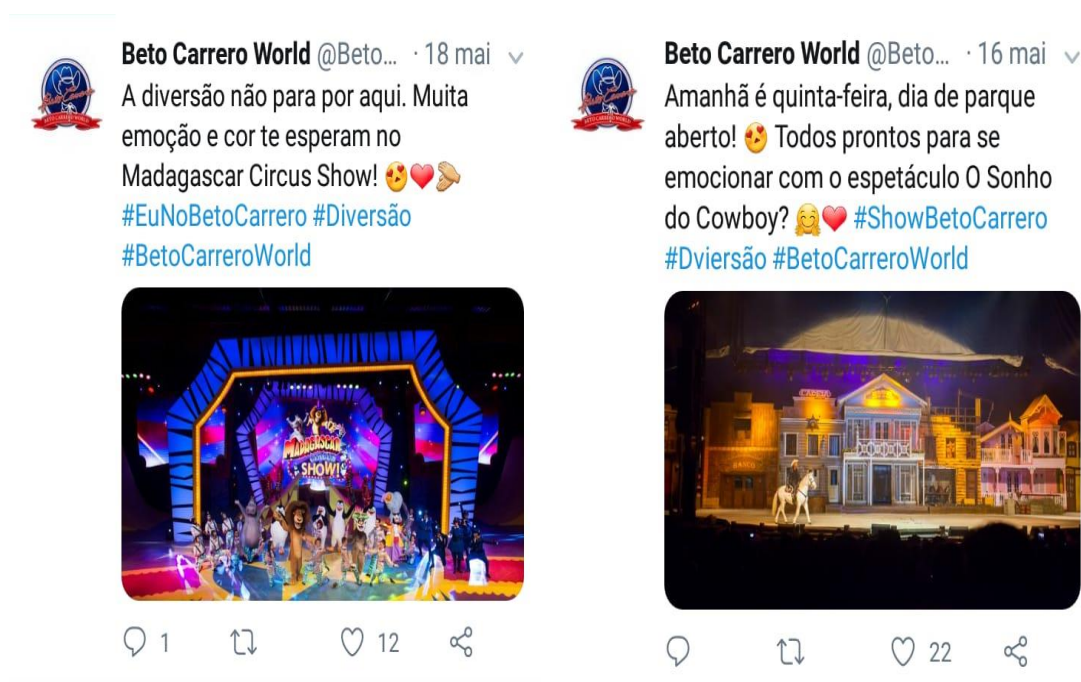 Beto Carrero World @Beto... · 18 mai
A diversão não para por aqui. Muita
emoção e cor te esperam no
Madagascar Circus Show! 😍❤️👏🏼
#EuNoBetoCarrero #Diversão
#BetoCarreroWorld
MADAGASCAR
SHOW!
1
12
Beto Carrero World @Beto... · 16 mai
Amanhã é quinta-feira, dia de parque
aberto! 😍 Todos prontos para se
emocionar com o espetáculo O Sonho
do Cowboy? 🤗❤️ #ShowBetoCarrero
#Dviersão #BetoCarreroWorld
BANCO
22